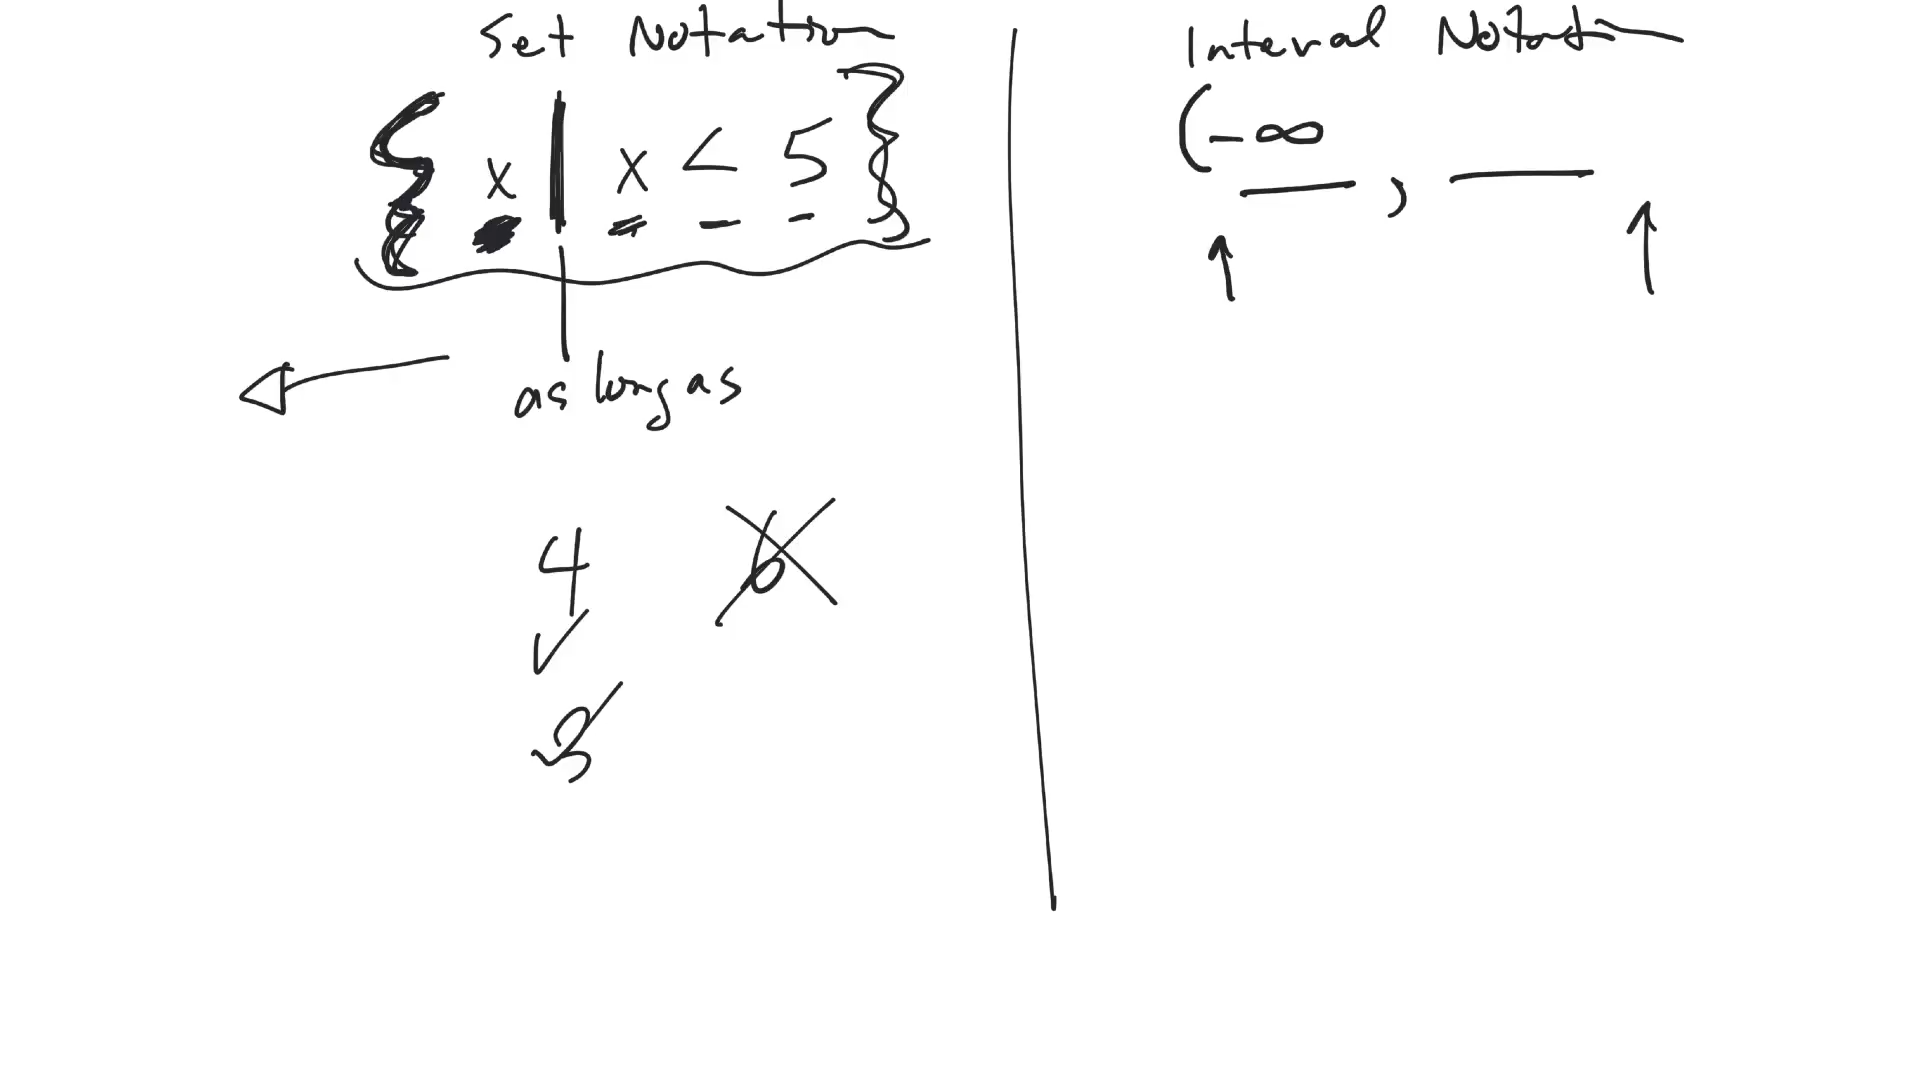 Set Notation
{ x | x < 5 }
as long as
4 6
3
Interval Notation
(-∞ ,